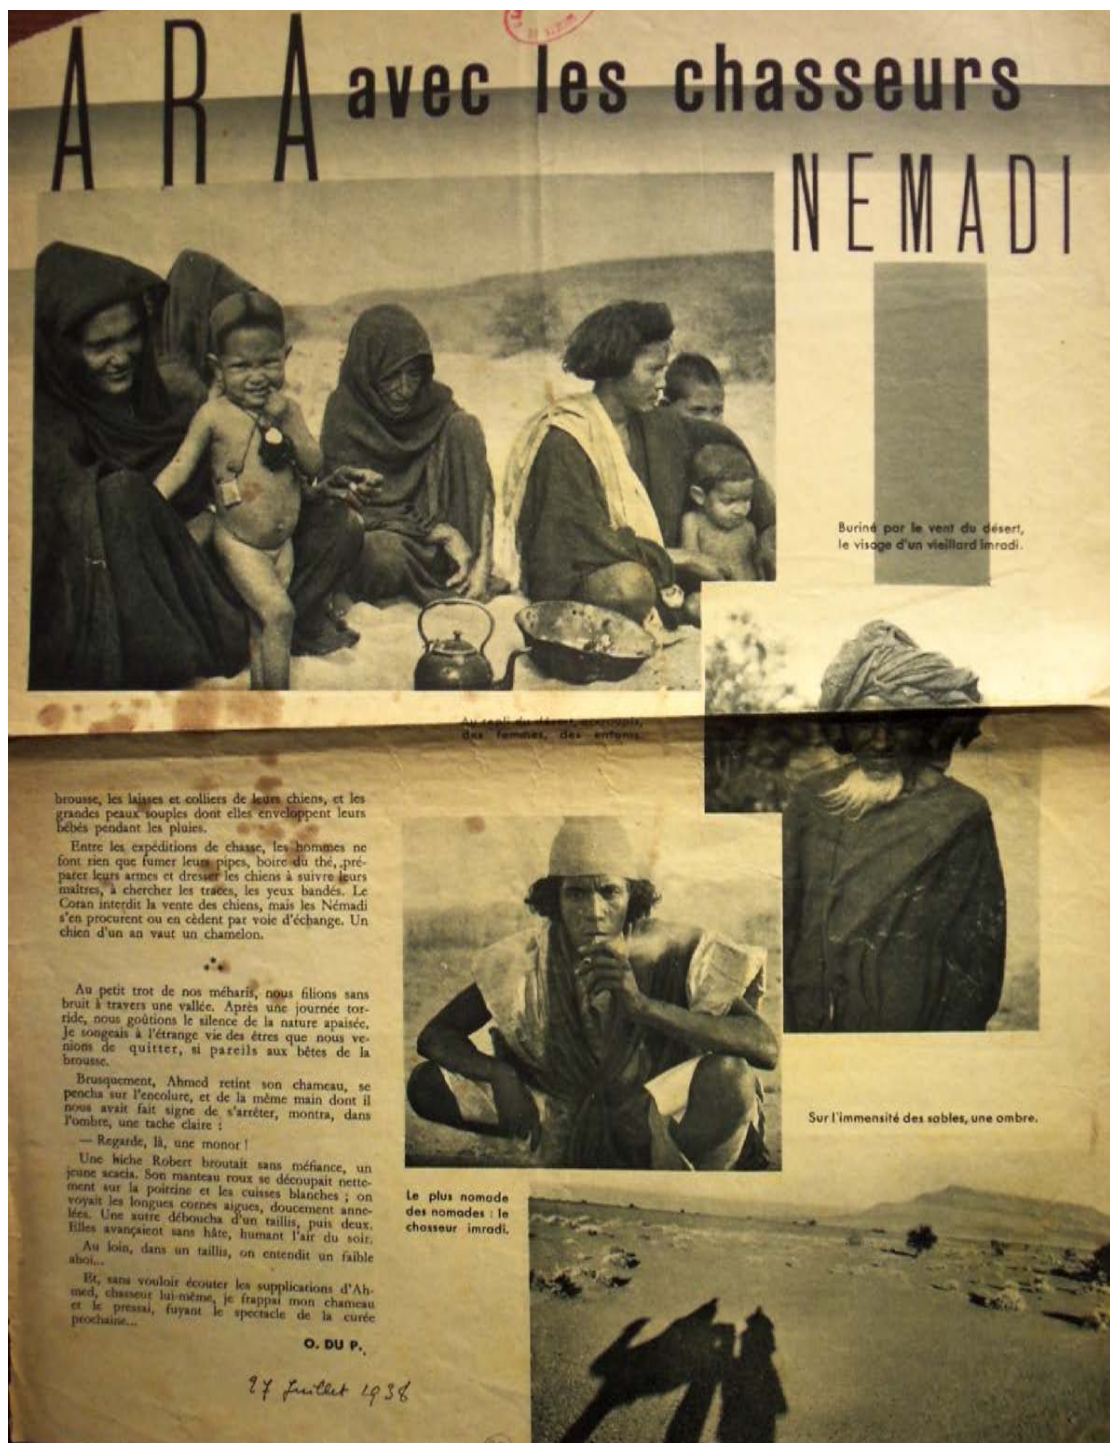 ARA avec les chasseurs
NEMADI
Buriné par le vent du désert,
le visage d'un vieillard imradi.
Au repli du désert, accroupis,
des femmes, des enfants.
brousse, les laisses et colliers de leurs chiens, et les
grandes peaux souples dont elles enveloppent leurs
bébés pendant les pluies.
Entre les expéditions de chasse, les hommes ne
font rien que fumer leurs pipes, boire du thé, pré-
parer leurs armes et dresser les chiens à suivre leurs
maîtres, à chercher les traces, les yeux bandés. Le
Coran interdit la vente des chiens, mais les Némadi
s'en procurent ou en cèdent par voie d'échange. Un
chien d'un an vaut un chamelon.
Au petit trot de nos méharis, nous filions sans
bruit à travers une vallée. Après une journée tor-
ride, nous goûtions le silence de la nature apaisée.
Je songeais à l'étrange vie des êtres que nous ve-
nions de quitter, si pareils aux bêtes de la
brousse.
Brusquement, Ahmed retint son chameau, se
pencha sur l'encolure, et de la même main dont il
nous avait fait signe de s'arrêter, montra, dans
l'ombre, une tache claire :
— Regarde, là, une monor !
Une biche Robert broutait sans méfiance, un
jeune acacia. Son manteau roux se découpait nette-
ment sur la poitrine et les cuisses blanches ; on
voyait les longues cornes aigues, doucement anne-
lées. Une autre déboucha d'un taillis, puis deux.
Elles avançaient sans hâte, humant l'air du soir.
Au loin, dans un taillis, on entendit un faible
aboi...
Et, sans vouloir écouter les supplications d'Ah-
med, chasseur lui-même, je frappai mon chameau
et le pressai, fuyant le spectacle de la curée
prochaine...
O. DU P.
27 Juillet 1938
Le plus nomade
des nomades : le
chasseur imradi.
Sur l'immensité des sables, une ombre.